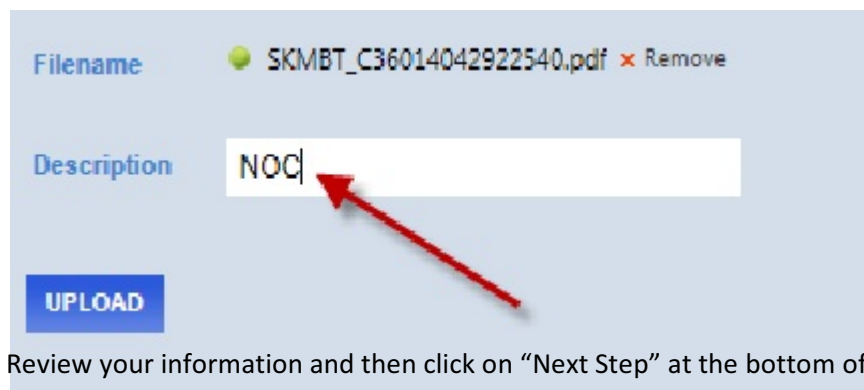 Filename SKMBT_C36014042922540.pdf × Remove
Description NOC
UPLOAD
Review your information and then click on “Next Step” at the bottom of